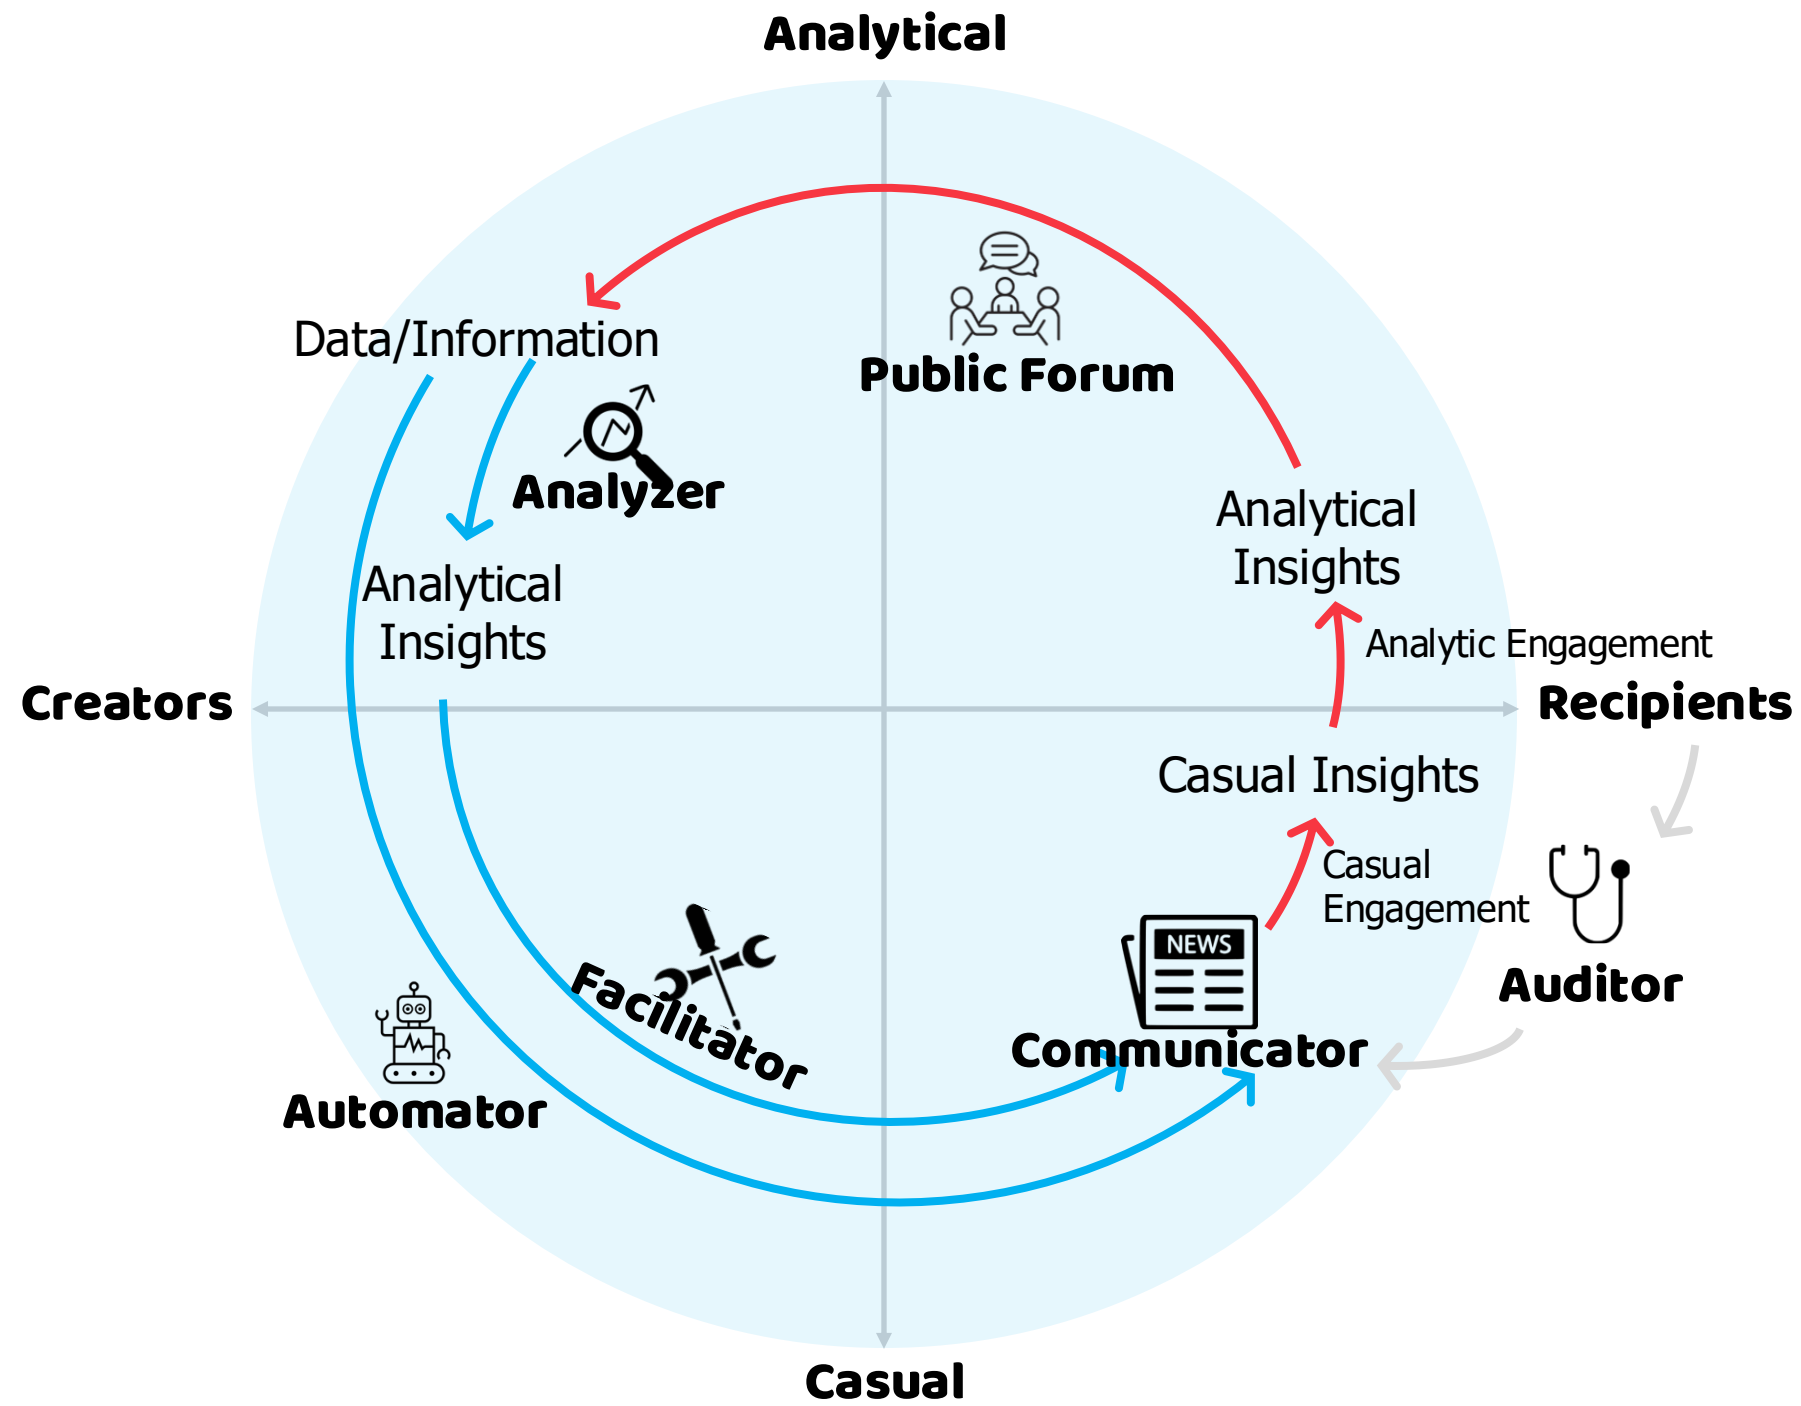 Analytical
Public Forum
Data/Information
Analyzer
Analytical
Insights
Analytical
Insights
Analytic Engagement
Creators
Recipients
Casual Insights
Casual
Engagement
NEWS
Facilitator
Communicator
Auditor
Automator
Casual